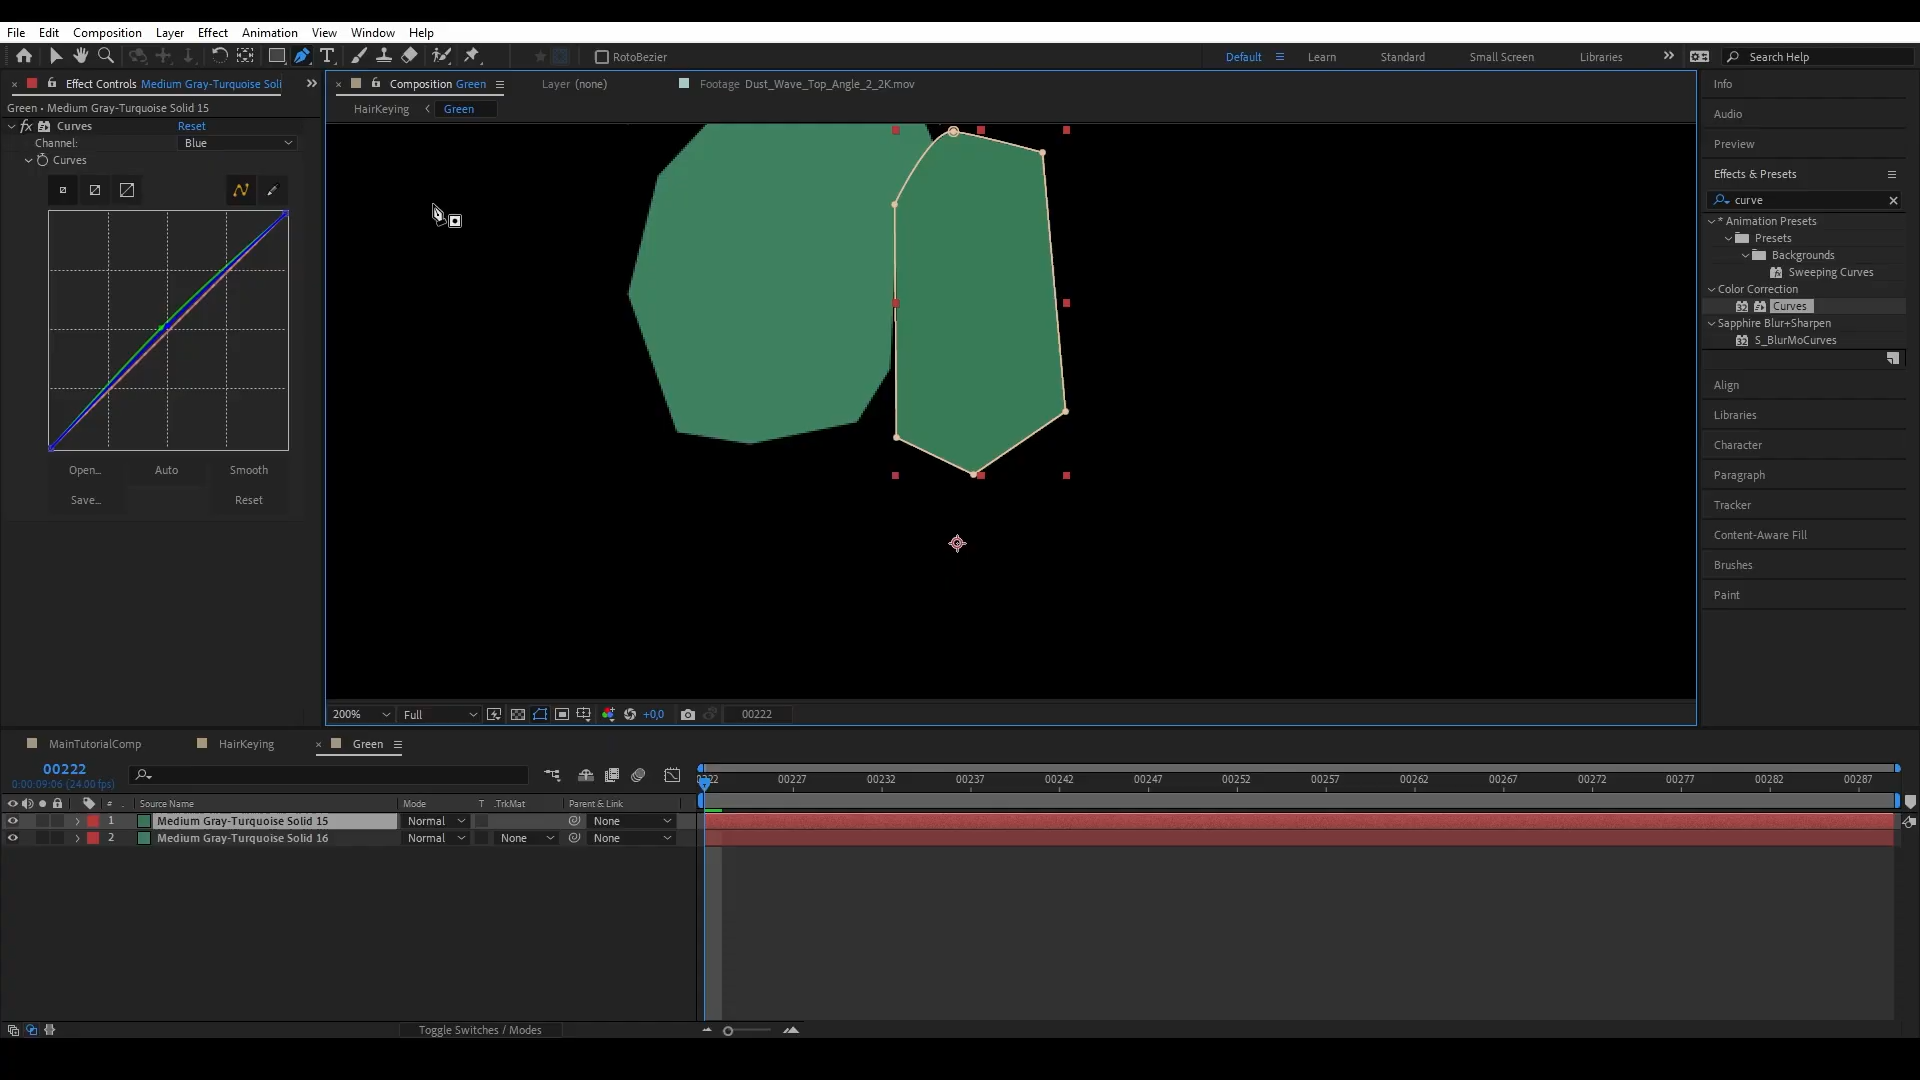 File Edit Composition Layer Effect Animation View Window Help
RotoBezier Default Learn Standard Small Screen Libraries Search Help
Effect Controls Medium Gray-Turquoise Soli
Composition Green Layer (none) Footage Dust_Wave_Top_Angle_2_2K.mov
Info
Green • Medium Gray-Turquoise Solid 15
HairKeying Green
Audio
fx Curves Reset
Channel: Blue
Preview
Curves
Effects & Presets
curve
* Animation Presets
Presets
Backgrounds
Sweeping Curves
Color Correction
32 Curves
Sapphire Blur+Sharpen
32 S_BlurMoCurves
Align
Libraries
Character
Open... Auto Smooth
Paragraph
Save... Reset
Tracker
Content-Aware Fill
Brushes
Paint
200% Full +0,0 00222
MainTutorialComp HairKeying Green
00222
0:00:09:06 (24.00 fps)
00227 00232 00237 00242 00247 00252 00257 00262 00267 00272 00277 00282 00287
# Source Name Mode T .TrkMat Parent & Link
1 Medium Gray-Turquoise Solid 15 Normal None
2 Medium Gray-Turquoise Solid 16 Normal None None
Toggle Switches / Modes